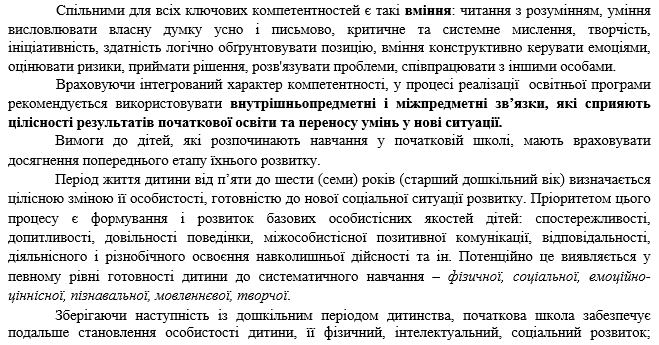 Спільними для всіх ключових компетентностей є такі вміння: читання з розумінням, уміння
висловлювати власну думку усно і письмово, критичне та системне мислення, творчість,
ініціативність, здатність логічно обґрунтовувати позицію, вміння конструктивно керувати емоціями,
оцінювати ризики, приймати рішення, розв'язувати проблеми, співпрацювати з іншими особами.
Враховуючи інтегрований характер компетентності, у процесі реалізації освітньої програми
рекомендується використовувати внутрішньопредметні і міжпредметні зв’язки, які сприяють
цілісності результатів початкової освіти та переносу умінь у нові ситуації.
Вимоги до дітей, які розпочинають навчання у початковій школі, мають враховувати
досягнення попереднього етапу їхнього розвитку.
Період життя дитини від п’яти до шести (семи) років (старший дошкільний вік) визначається
цілісною зміною її особистості, готовністю до нової соціальної ситуації розвитку. Пріоритетом цього
процесу є формування і розвиток базових особистісних якостей дітей: спостережливості,
допитливості, довільності поведінки, міжособистісної позитивної комунікації, відповідальності,
діяльнісного і різнобічного освоєння навколишньої дійсності та ін. Потенційно це виявляється у
певному рівні готовності дитини до систематичного навчання – фізичної, соціальної, емоційно-
ціннісної, пізнавальної, мовленнєвої, творчої.
Зберігаючи наступність із дошкільним періодом дитинства, початкова школа забезпечує
подальше становлення особистості дитини, її фізичний, інтелектуальний, соціальний розвиток;